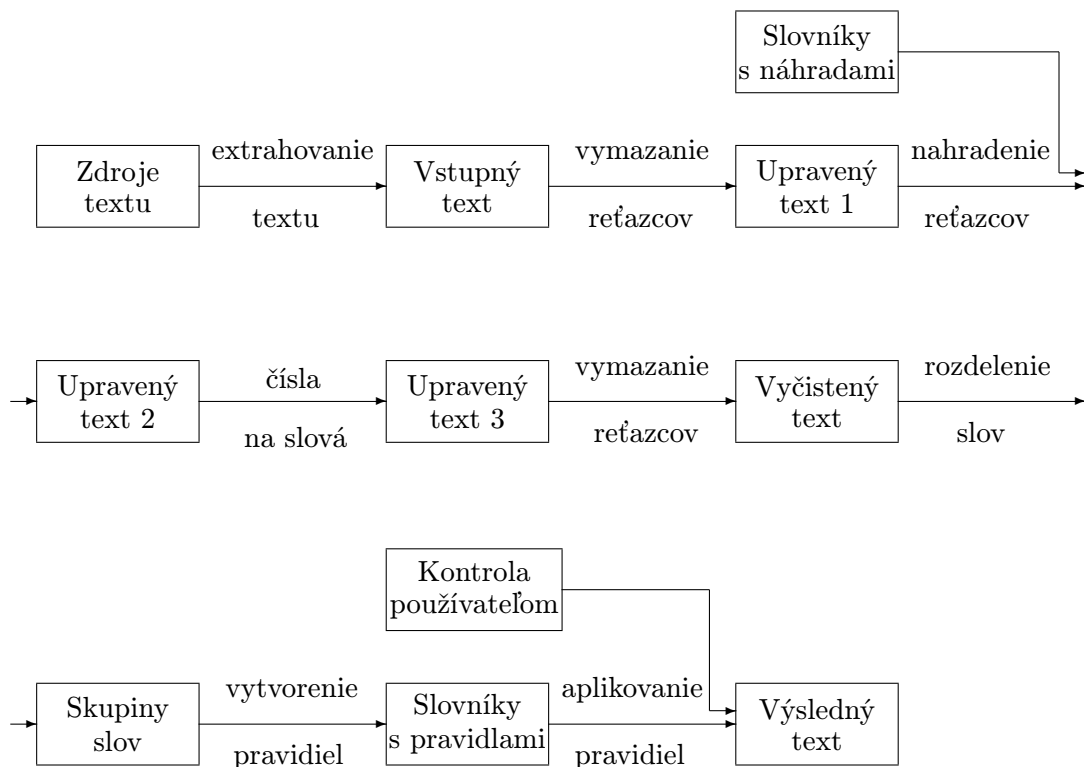 Slovníky
s náhradami
Zdroje
textu
extrahovanie
textu
Vstupný
text
vymazanie
reťazcov
Upravený
text 1
nahradenie
reťazcov
Upravený
text 2
čísla
na slová
Upravený
text 3
vymazanie
reťazcov
Vyčistený
text
rozdelenie
slov
Kontrola
používateľom
Skupiny
slov
vytvorenie
pravidiel
Slovníky
s pravidlami
aplikovanie
pravidiel
Výsledný
text